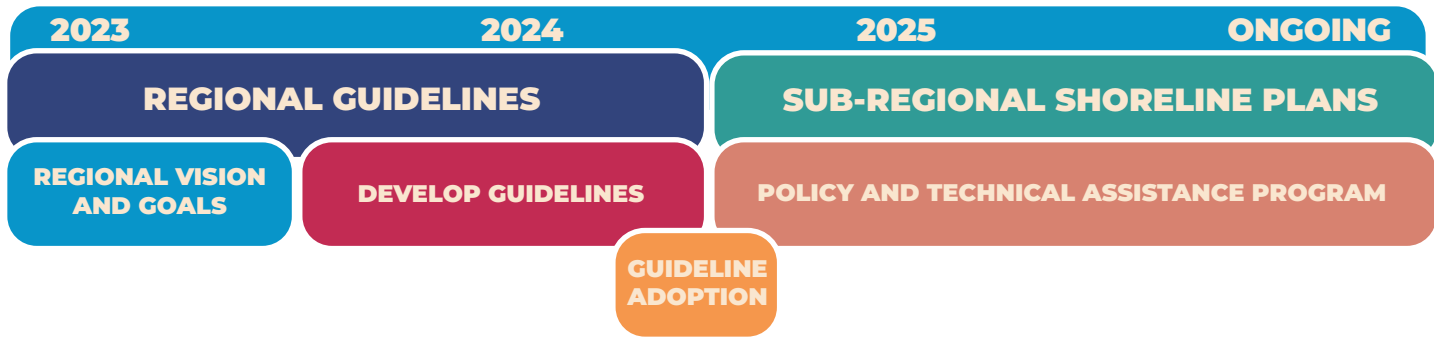 2023 2024 2025 ONGOING
REGIONAL GUIDELINES SUB-REGIONAL SHORELINE PLANS
REGIONAL VISION
AND GOALS
DEVELOP GUIDELINES
POLICY AND TECHNICAL ASSISTANCE PROGRAM
GUIDELINE
ADOPTION